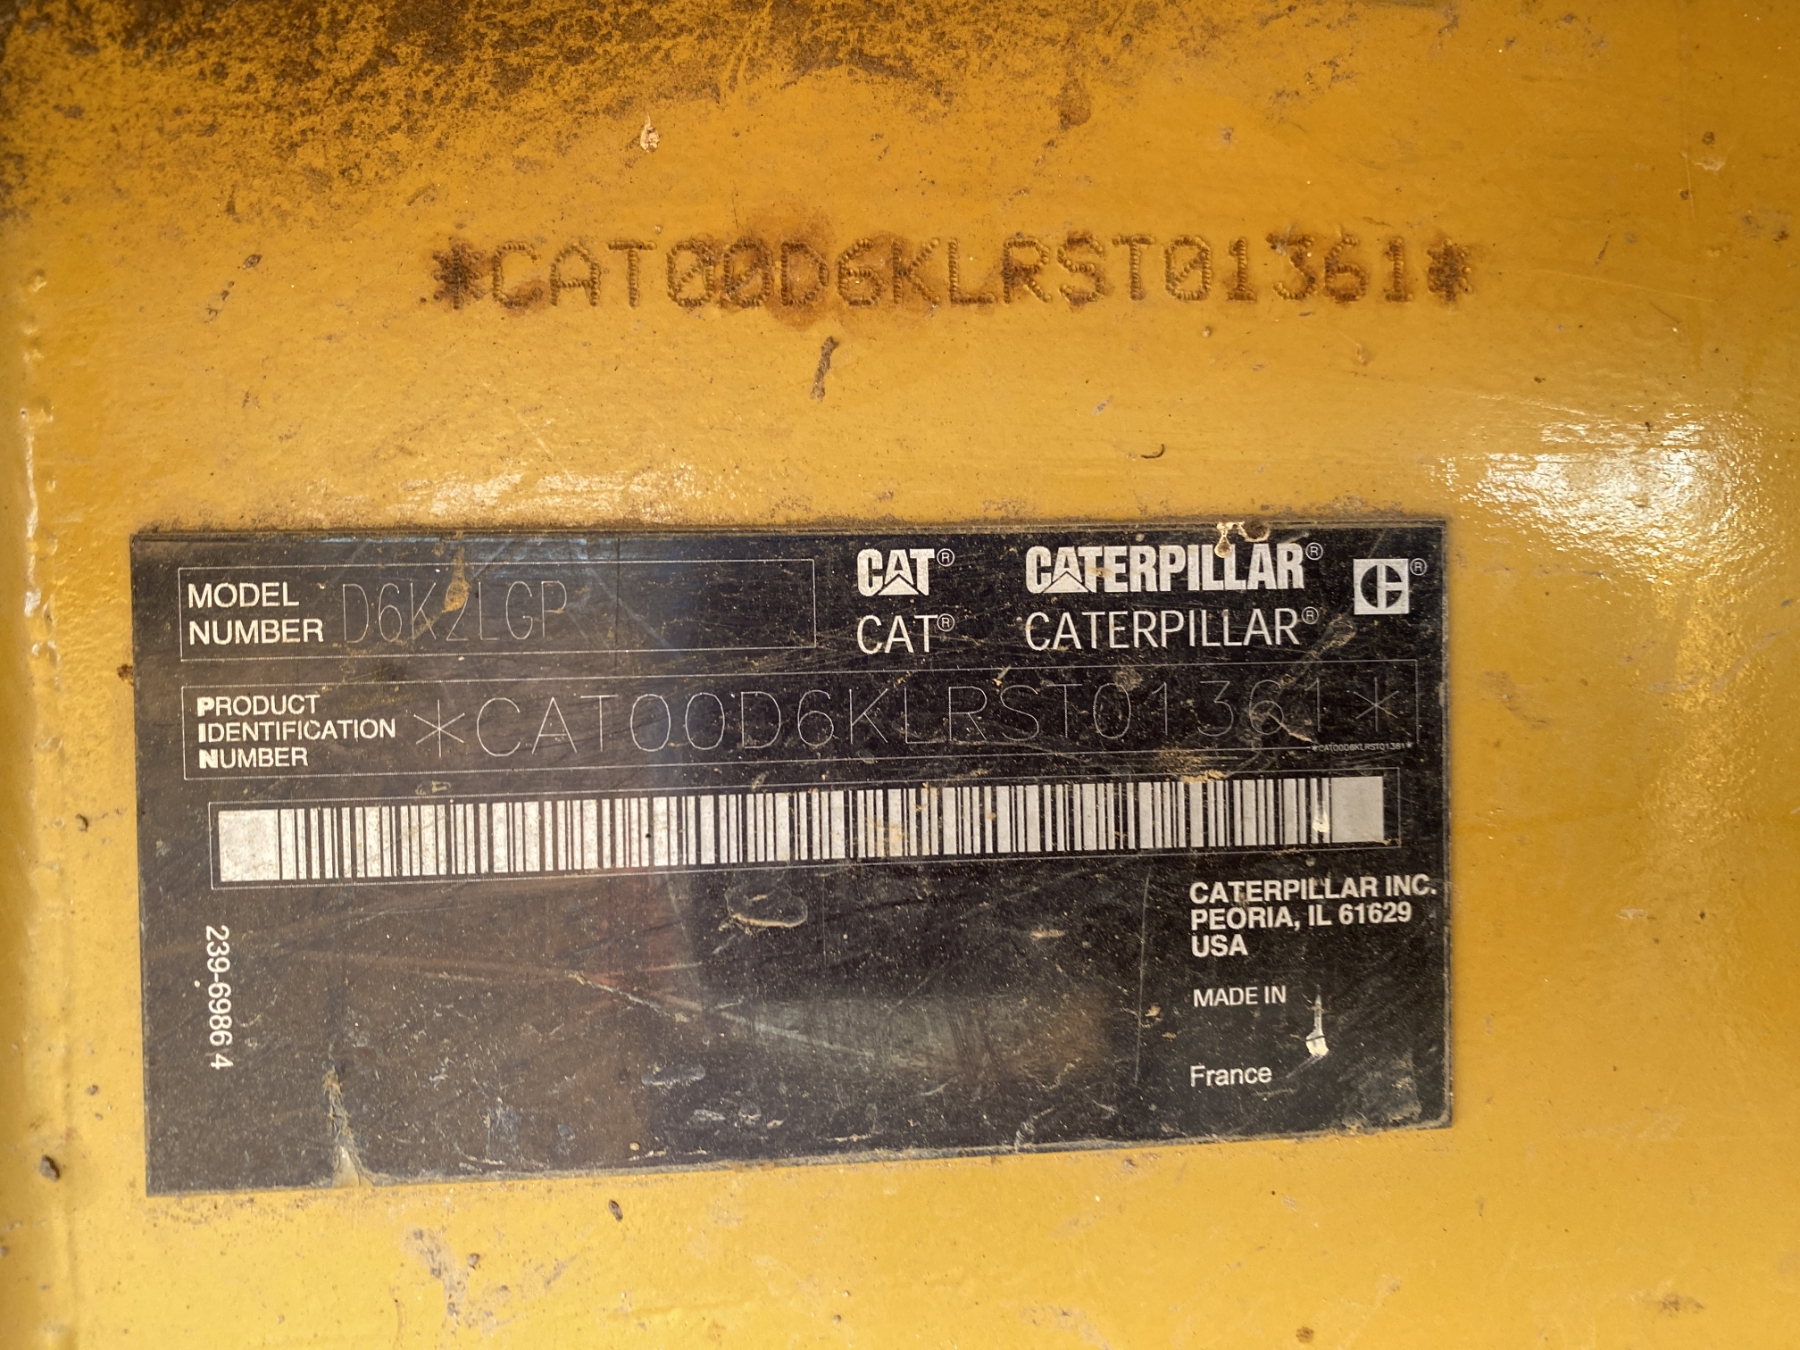 *CAT00D6KLRST01361*
MODEL NUMBER D6K2LGP
CAT® CATERPILLAR® C®
CAT® CATERPILLAR®
PRODUCT
IDENTIFICATION
NUMBER
*CAT00D6KLRST01361*
*CAT00D6KLRST01361*
CATERPILLAR INC.
PEORIA, IL 61629
USA
MADE IN
France
239-6986 4